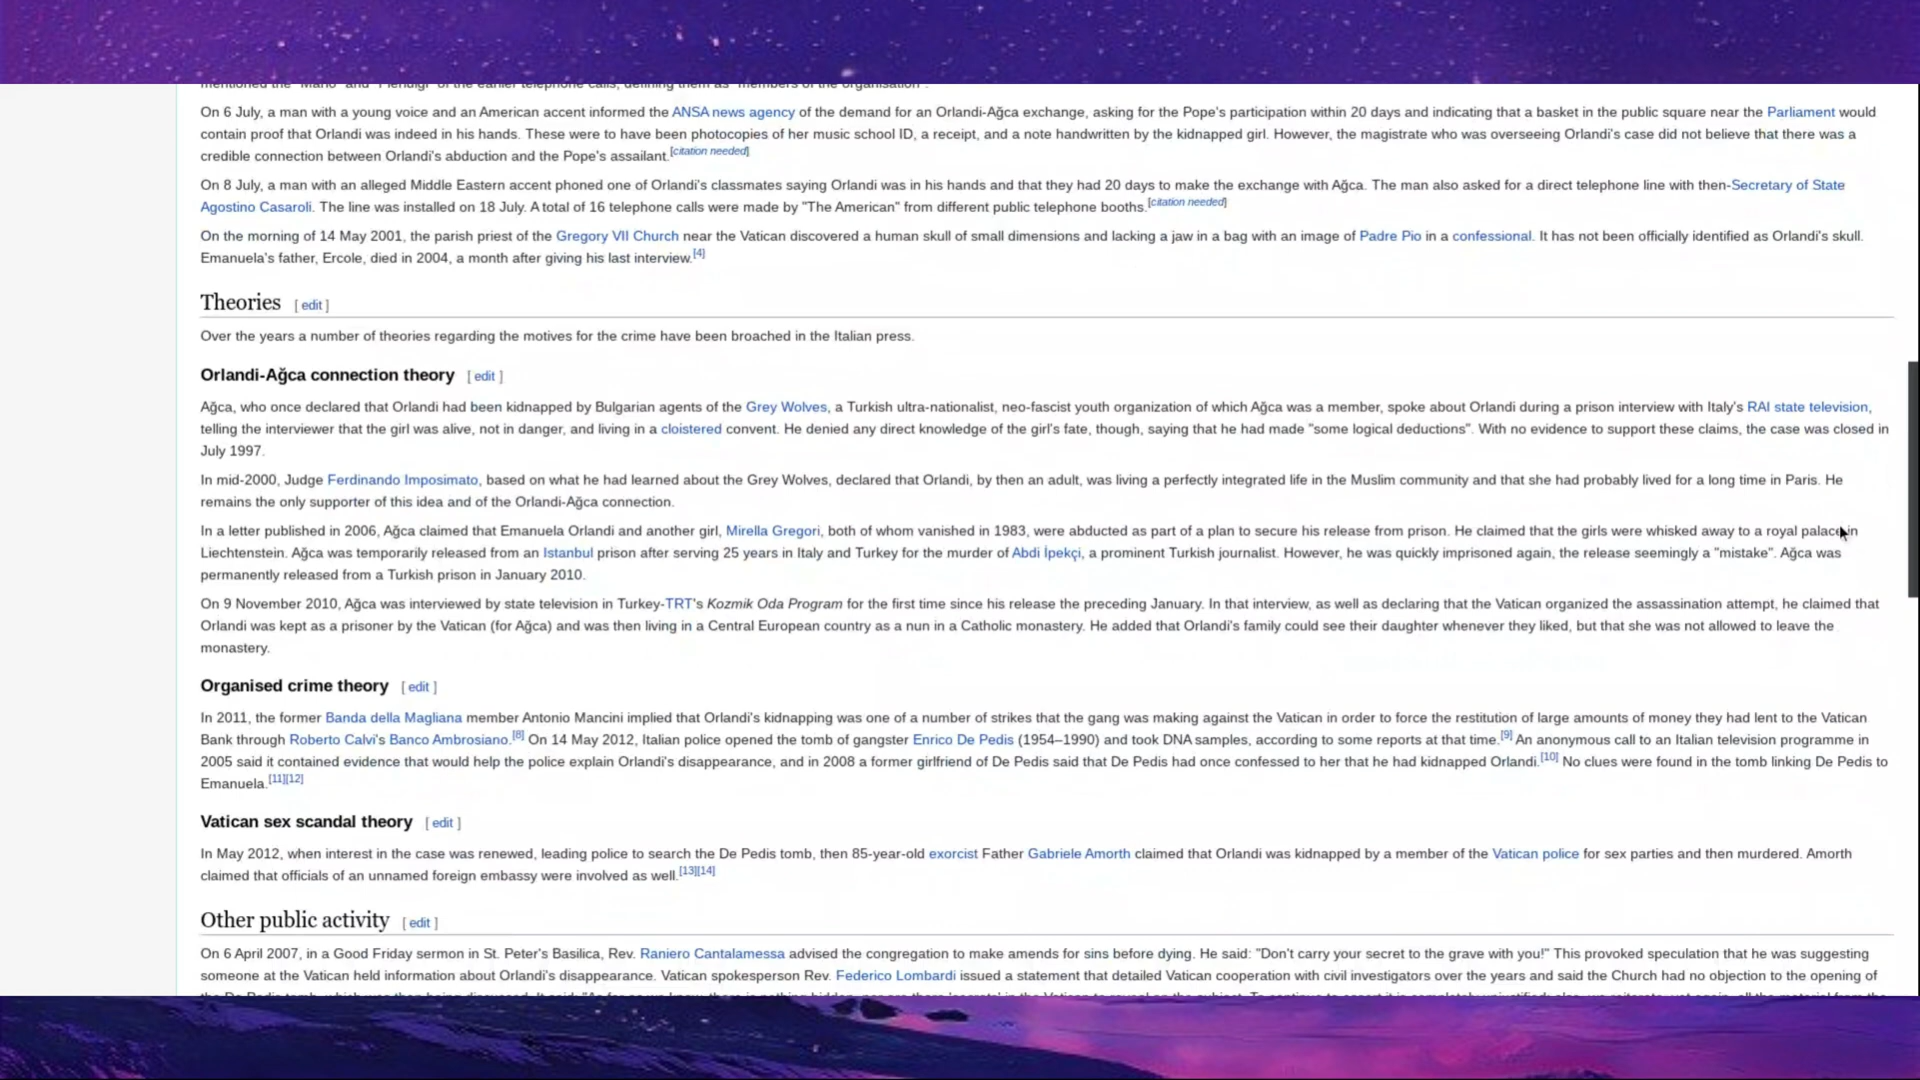 mentioned the "Mario" and "Pierluigi" of the earlier telephone calls, defining them as "members of the organisation".
On 6 July, a man with a young voice and an American accent informed the ANSA news agency of the demand for an Orlandi-Ağca exchange, asking for the Pope's participation within 20 days and indicating that a basket in the public square near the Parliament would
contain proof that Orlandi was indeed in his hands. These were to have been photocopies of her music school ID, a receipt, and a note handwritten by the kidnapped girl. However, the magistrate who was overseeing Orlandi's case did not believe that there was a
credible connection between Orlandi's abduction and the Pope's assailant.[citation needed]
On 8 July, a man with an alleged Middle Eastern accent phoned one of Orlandi's classmates saying Orlandi was in his hands and that they had 20 days to make the exchange with Ağca. The man also asked for a direct telephone line with then-Secretary of State
Agostino Casaroli. The line was installed on 18 July. A total of 16 telephone calls were made by "The American" from different public telephone booths.[citation needed]
On the morning of 14 May 2001, the parish priest of the Gregory VII Church near the Vatican discovered a human skull of small dimensions and lacking a jaw in a bag with an image of Padre Pio in a confessional. It has not been officially identified as Orlandi's skull.
Emanuela's father, Ercole, died in 2004, a month after giving his last interview.[4]
Theories [ edit ]
Over the years a number of theories regarding the motives for the crime have been broached in the Italian press.
Orlandi-Ağca connection theory [ edit ]
Ağca, who once declared that Orlandi had been kidnapped by Bulgarian agents of the Grey Wolves, a Turkish ultra-nationalist, neo-fascist youth organization of which Ağca was a member, spoke about Orlandi during a prison interview with Italy's RAI state television,
telling the interviewer that the girl was alive, not in danger, and living in a cloistered convent. He denied any direct knowledge of the girl's fate, though, saying that he had made "some logical deductions". With no evidence to support these claims, the case was closed in
July 1997.
In mid-2000, Judge Ferdinando Imposimato, based on what he had learned about the Grey Wolves, declared that Orlandi, by then an adult, was living a perfectly integrated life in the Muslim community and that she had probably lived for a long time in Paris. He
remains the only supporter of this idea and of the Orlandi-Ağca connection.
In a letter published in 2006, Ağca claimed that Emanuela Orlandi and another girl, Mirella Gregori, both of whom vanished in 1983, were abducted as part of a plan to secure his release from prison. He claimed that the girls were whisked away to a royal palace in
Liechtenstein. Ağca was temporarily released from an Istanbul prison after serving 25 years in Italy and Turkey for the murder of Abdi İpekçi, a prominent Turkish journalist. However, he was quickly imprisoned again, the release seemingly a "mistake". Ağca was
permanently released from a Turkish prison in January 2010.
On 9 November 2010, Ağca was interviewed by state television in Turkey-TRT's Kozmik Oda Program for the first time since his release the preceding January. In that interview, as well as declaring that the Vatican organized the assassination attempt, he claimed that
Orlandi was kept as a prisoner by the Vatican (for Ağca) and was then living in a Central European country as a nun in a Catholic monastery. He added that Orlandi's family could see their daughter whenever they liked, but that she was not allowed to leave the
monastery.
Organised crime theory [ edit ]
In 2011, the former Banda della Magliana member Antonio Mancini implied that Orlandi's kidnapping was one of a number of strikes that the gang was making against the Vatican in order to force the restitution of large amounts of money they had lent to the Vatican
Bank through Roberto Calvi's Banco Ambrosiano.[8] On 14 May 2012, Italian police opened the tomb of gangster Enrico De Pedis (1954–1990) and took DNA samples, according to some reports at that time.[9] An anonymous call to an Italian television programme in
2005 said it contained evidence that would help the police explain Orlandi's disappearance, and in 2008 a former girlfriend of De Pedis said that De Pedis had once confessed to her that he had kidnapped Orlandi.[10] No clues were found in the tomb linking De Pedis to
Emanuela.[11][12]
Vatican sex scandal theory [ edit ]
In May 2012, when interest in the case was renewed, leading police to search the De Pedis tomb, then 85-year-old exorcist Father Gabriele Amorth claimed that Orlandi was kidnapped by a member of the Vatican police for sex parties and then murdered. Amorth
claimed that officials of an unnamed foreign embassy were involved as well.[13][14]
Other public activity [ edit ]
On 6 April 2007, in a Good Friday sermon in St. Peter's Basilica, Rev. Raniero Cantalamessa advised the congregation to make amends for sins before dying. He said: "Don't carry your secret to the grave with you!" This provoked speculation that he was suggesting
someone at the Vatican held information about Orlandi's disappearance. Vatican spokesperson Rev. Federico Lombardi issued a statement that detailed Vatican cooperation with civil investigators over the years and said the Church had no objection to the opening of